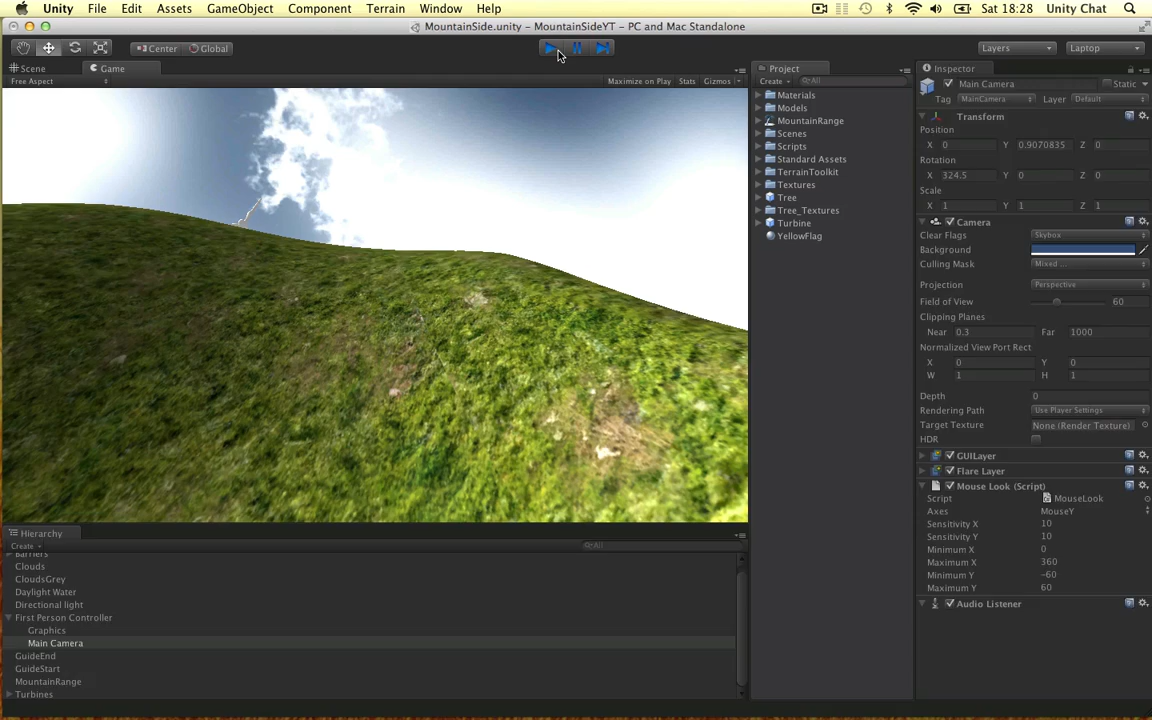 Unity File Edit Assets GameObject Component Terrain Window Help Sat 18:28 Unity Chat
MountainSide.unity - MountainSideYT - PC and Mac Standalone
Center Global Layers Laptop
Scene Game Project Inspector
Free Aspect Maximize on Play Stats Gizmos Create All
Main Camera Static
Tag MainCamera Layer Default
Materials
Models
MountainRange
Scenes
Scripts
Standard Assets
TerrainToolkit
Textures
Tree
Tree_Textures
Turbine
YellowFlag
Transform
Position
X 0 Y 0.9070835 Z 0
Rotation
X 324.5 Y 0 Z 0
Scale
X 1 Y 1 Z 1
Camera
Clear Flags Skybox
Background
Culling Mask Mixed ...
Projection Perspective
Field of View 60
Clipping Planes
Near 0.3 Far 1000
Normalized View Port Rect
X 0 Y 0
W 1 H 1
Depth 0
Rendering Path Use Player Settings
Target Texture None (Render Texture)
HDR
GUILayer
Flare Layer
Mouse Look (Script)
Script MouseLook
Axes MouseY
Sensitivity X 10
Sensitivity Y 10
Minimum X 0
Maximum X 360
Minimum Y -60
Maximum Y 60
Audio Listener
Hierarchy
Create All
Barriers
Clouds
CloudsGrey
Daylight Water
Directional light
First Person Controller
Graphics
Main Camera
GuideEnd
GuideStart
MountainRange
Turbines